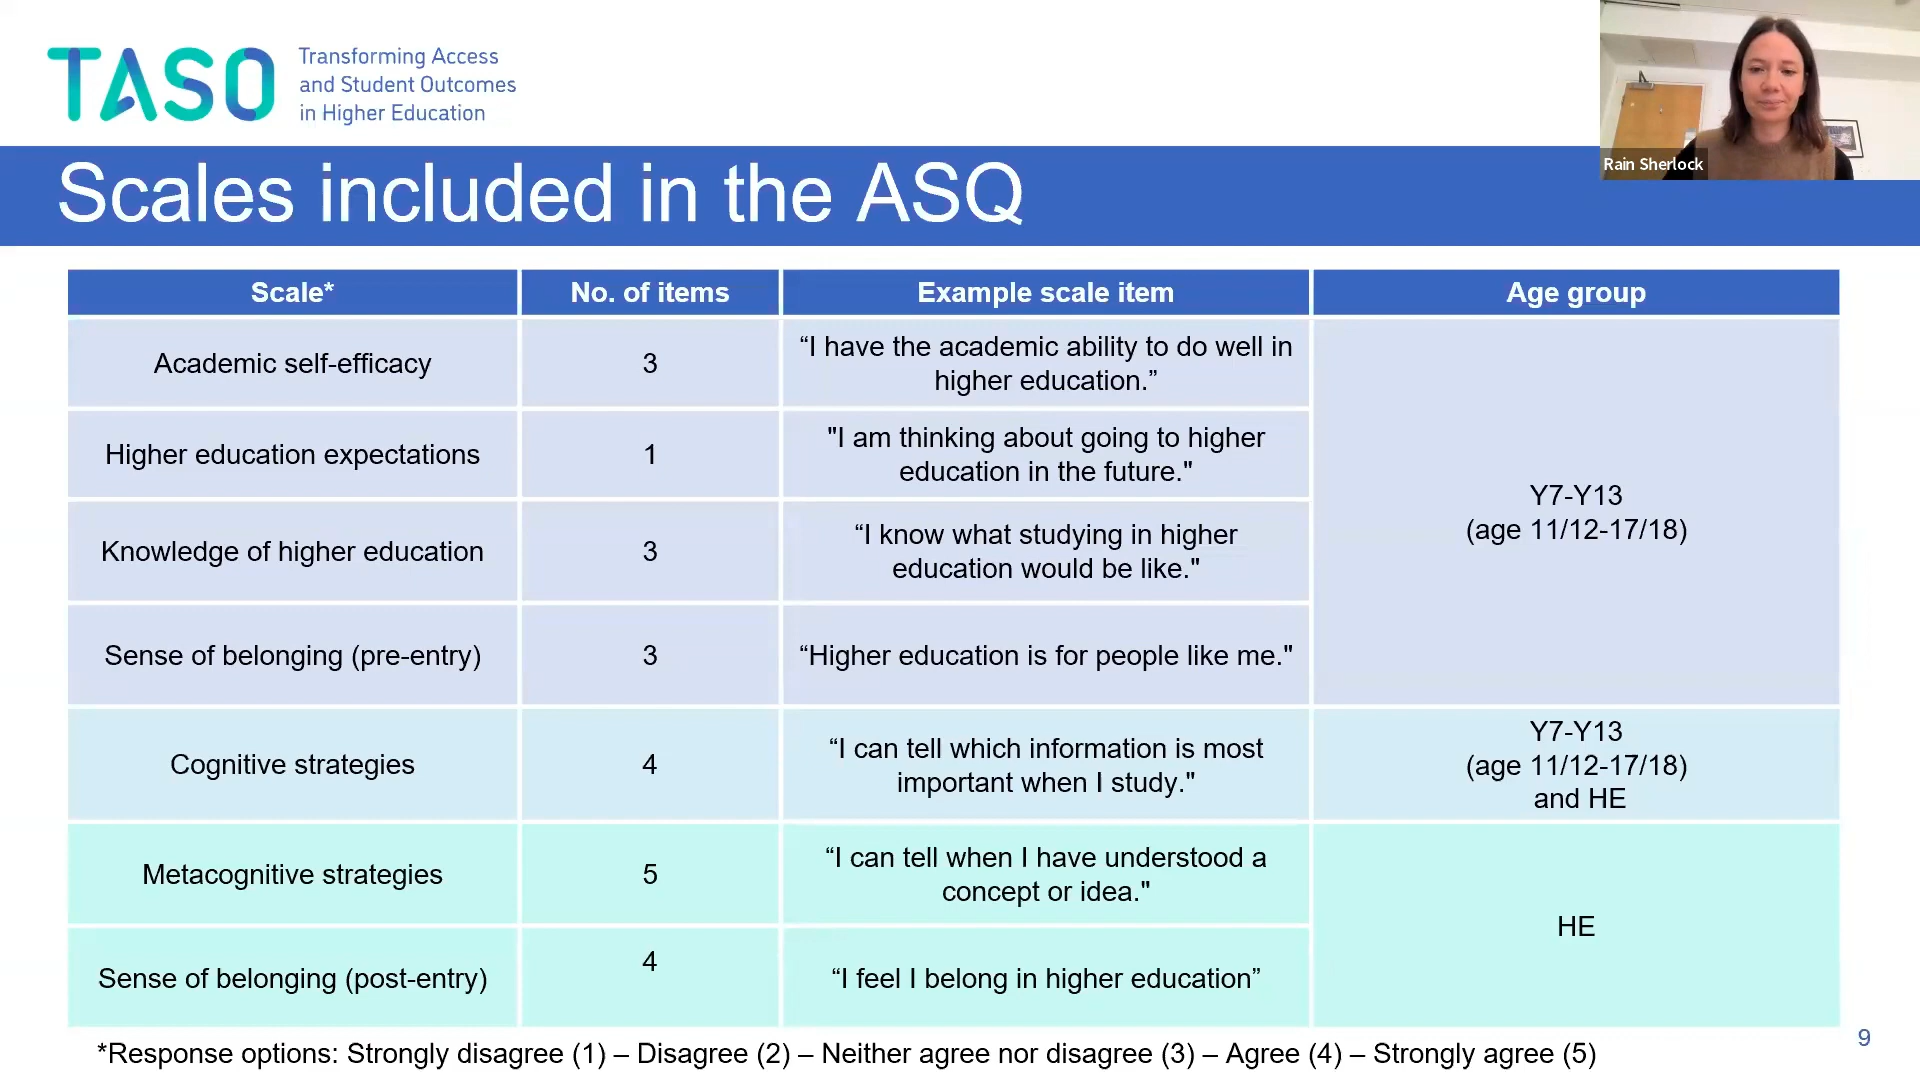 TASO
Transforming Access
and Student Outcomes
in Higher Education
Rain Sherlock
Scales included in the ASQ
Scale*
No. of items
Example scale item
Age group
Academic self-efficacy
3
“I have the academic ability to do well in
higher education.”
Y7-Y13
(age 11/12-17/18)
Higher education expectations
1
"I am thinking about going to higher
education in the future."
Knowledge of higher education
3
“I know what studying in higher
education would be like."
Sense of belonging (pre-entry)
3
“Higher education is for people like me."
Cognitive strategies
4
“I can tell which information is most
important when I study."
Y7-Y13
(age 11/12-17/18)
and HE
Metacognitive strategies
5
“I can tell when I have understood a
concept or idea."
HE
Sense of belonging (post-entry)
4
“I feel I belong in higher education”
*Response options: Strongly disagree (1) – Disagree (2) – Neither agree nor disagree (3) – Agree (4) – Strongly agree (5)
9